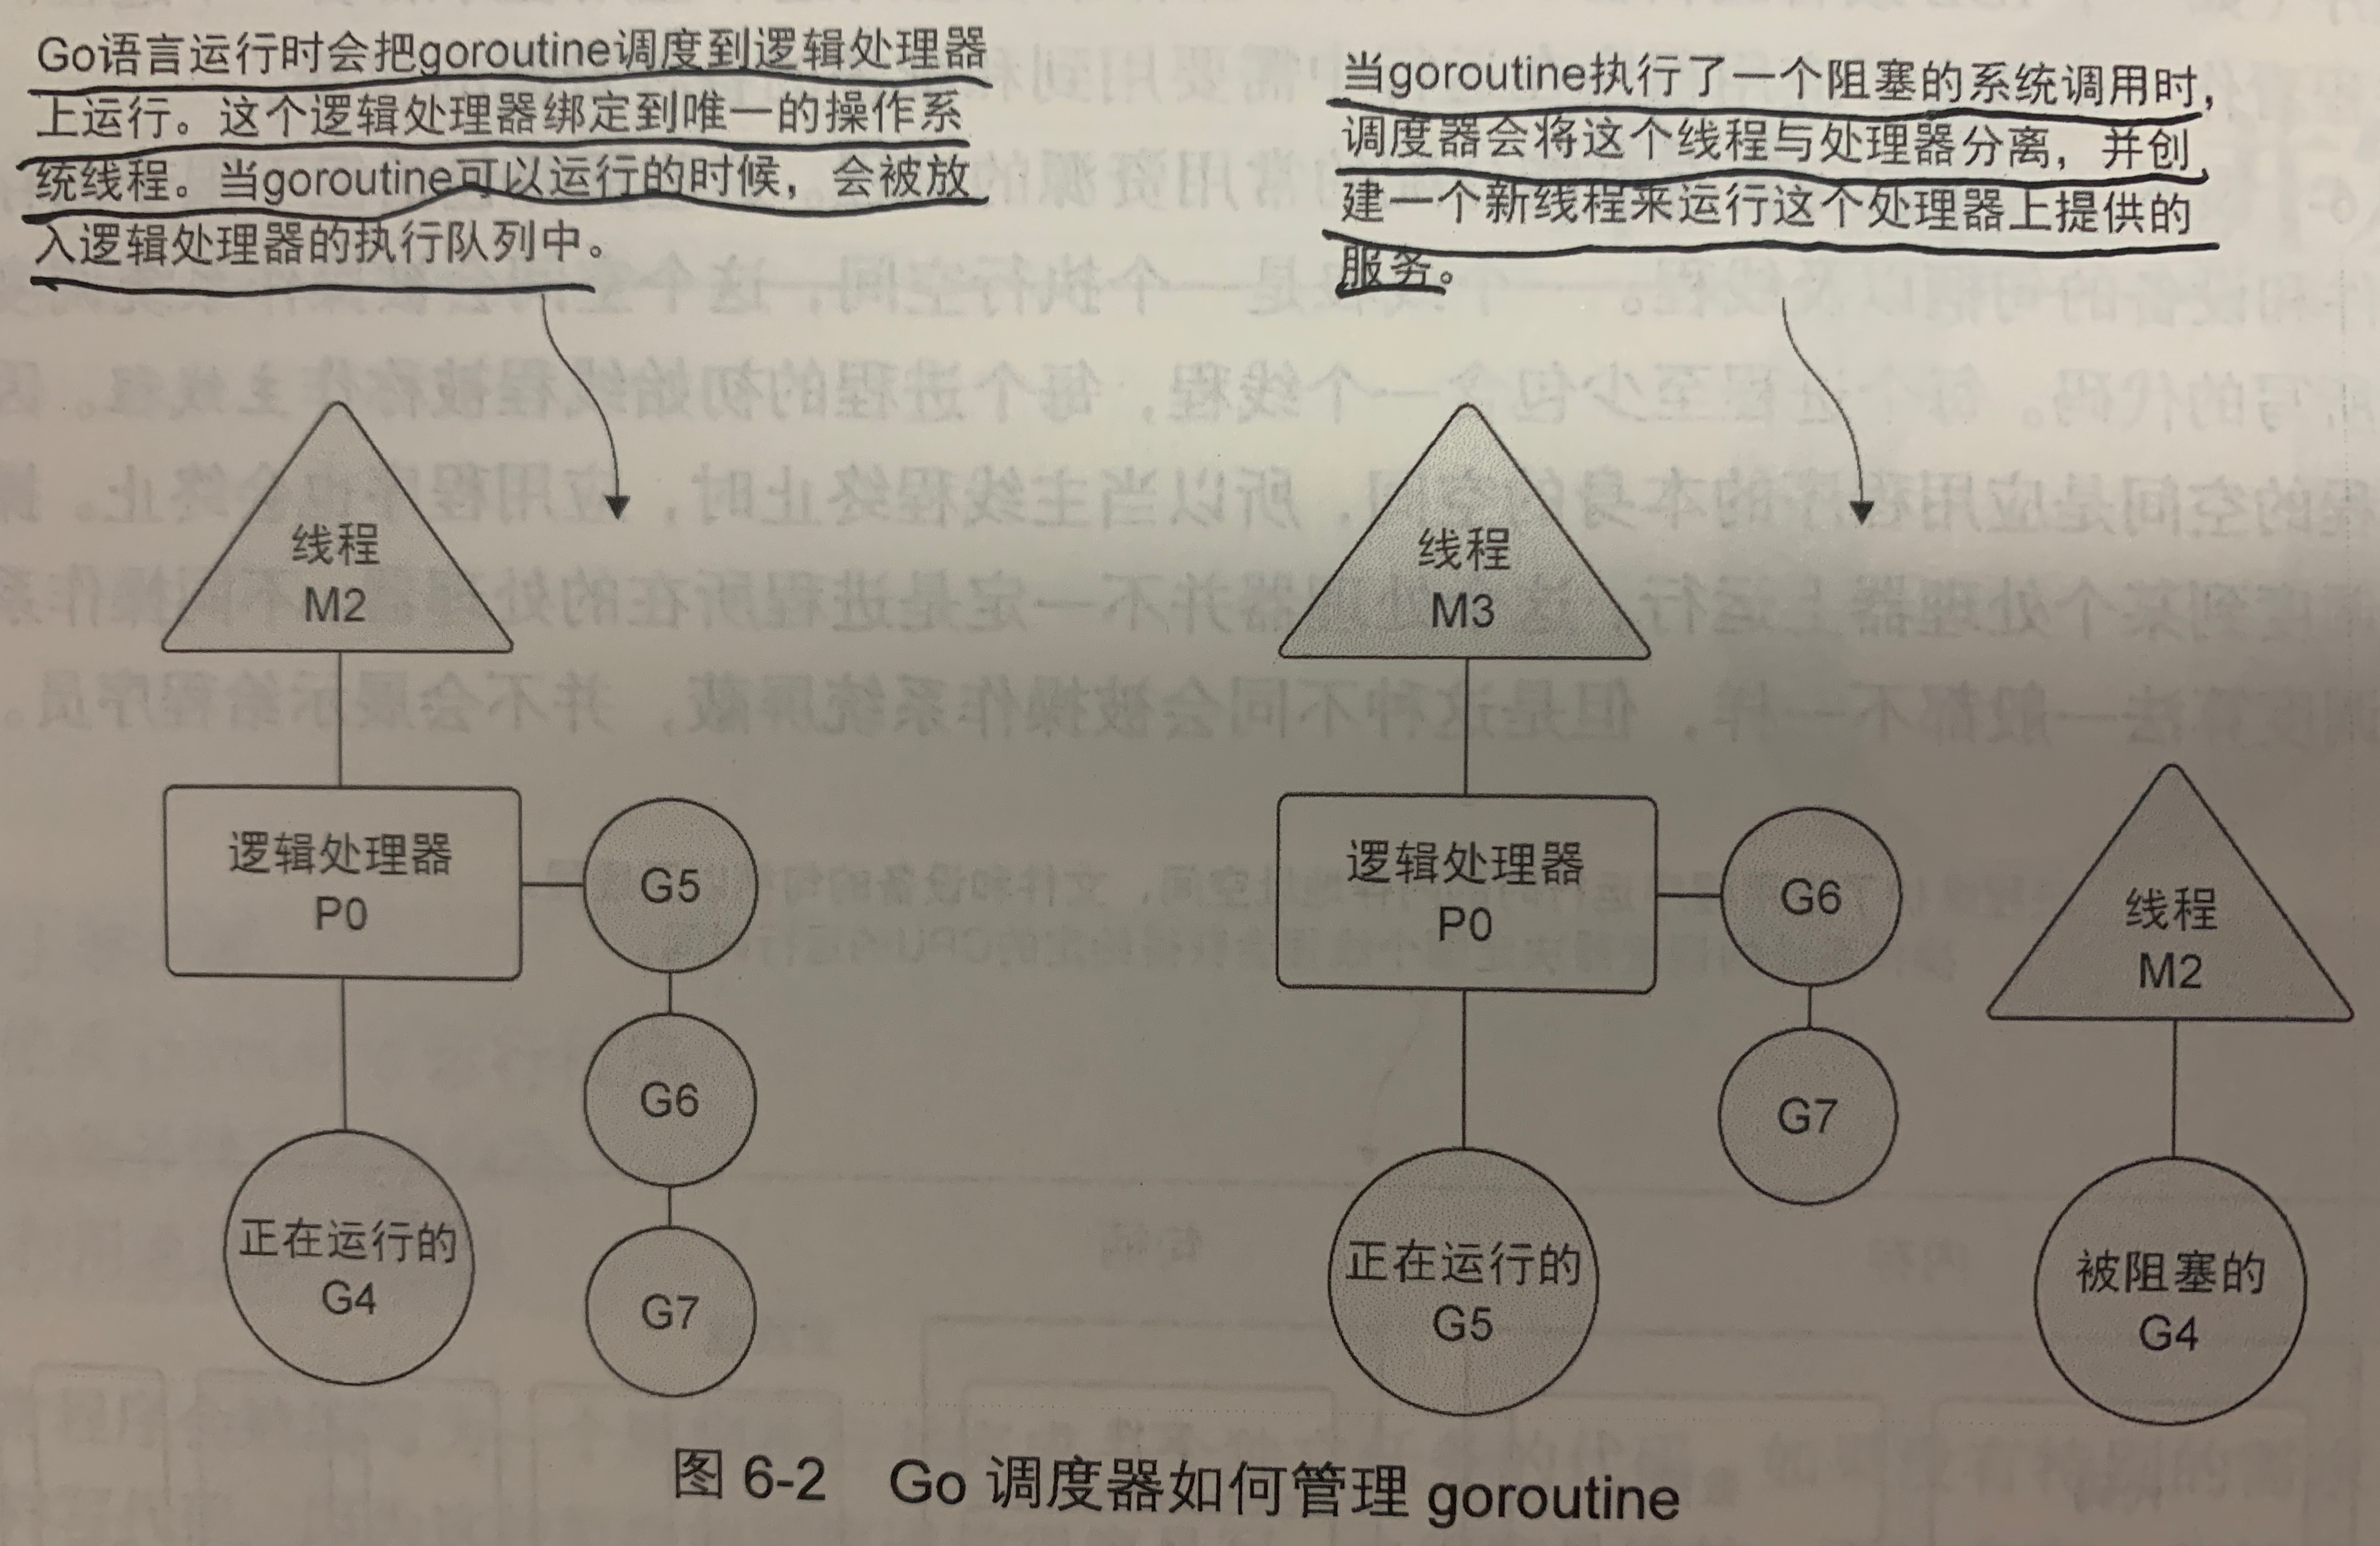 Go语言运行时会把goroutine调度到逻辑处理器
上运行。这个逻辑处理器绑定到唯一的操作系
统线程。当goroutine可以运行的时候，会被放
入逻辑处理器的执行队列中。
当goroutine执行了一个阻塞的系统调用时，
调度器会将这个线程与处理器分离，并创
建一个新线程来运行这个处理器上提供的
服务。
线程
M2
逻辑处理器
P0
G5
G6
G7
正在运行的
G4
线程
M3
逻辑处理器
P0
G6
G7
正在运行的
G5
线程
M2
被阻塞的
G4
图 6-2 Go 调度器如何管理 goroutine